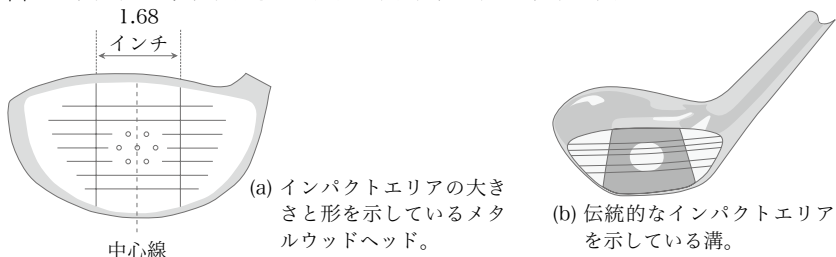 1.68
インチ
中心線
(a) インパクトエリアの大き
さと形を示しているメタ
ルウッドヘッド。
(b) 伝統的なインパクトエリア
を示している溝。